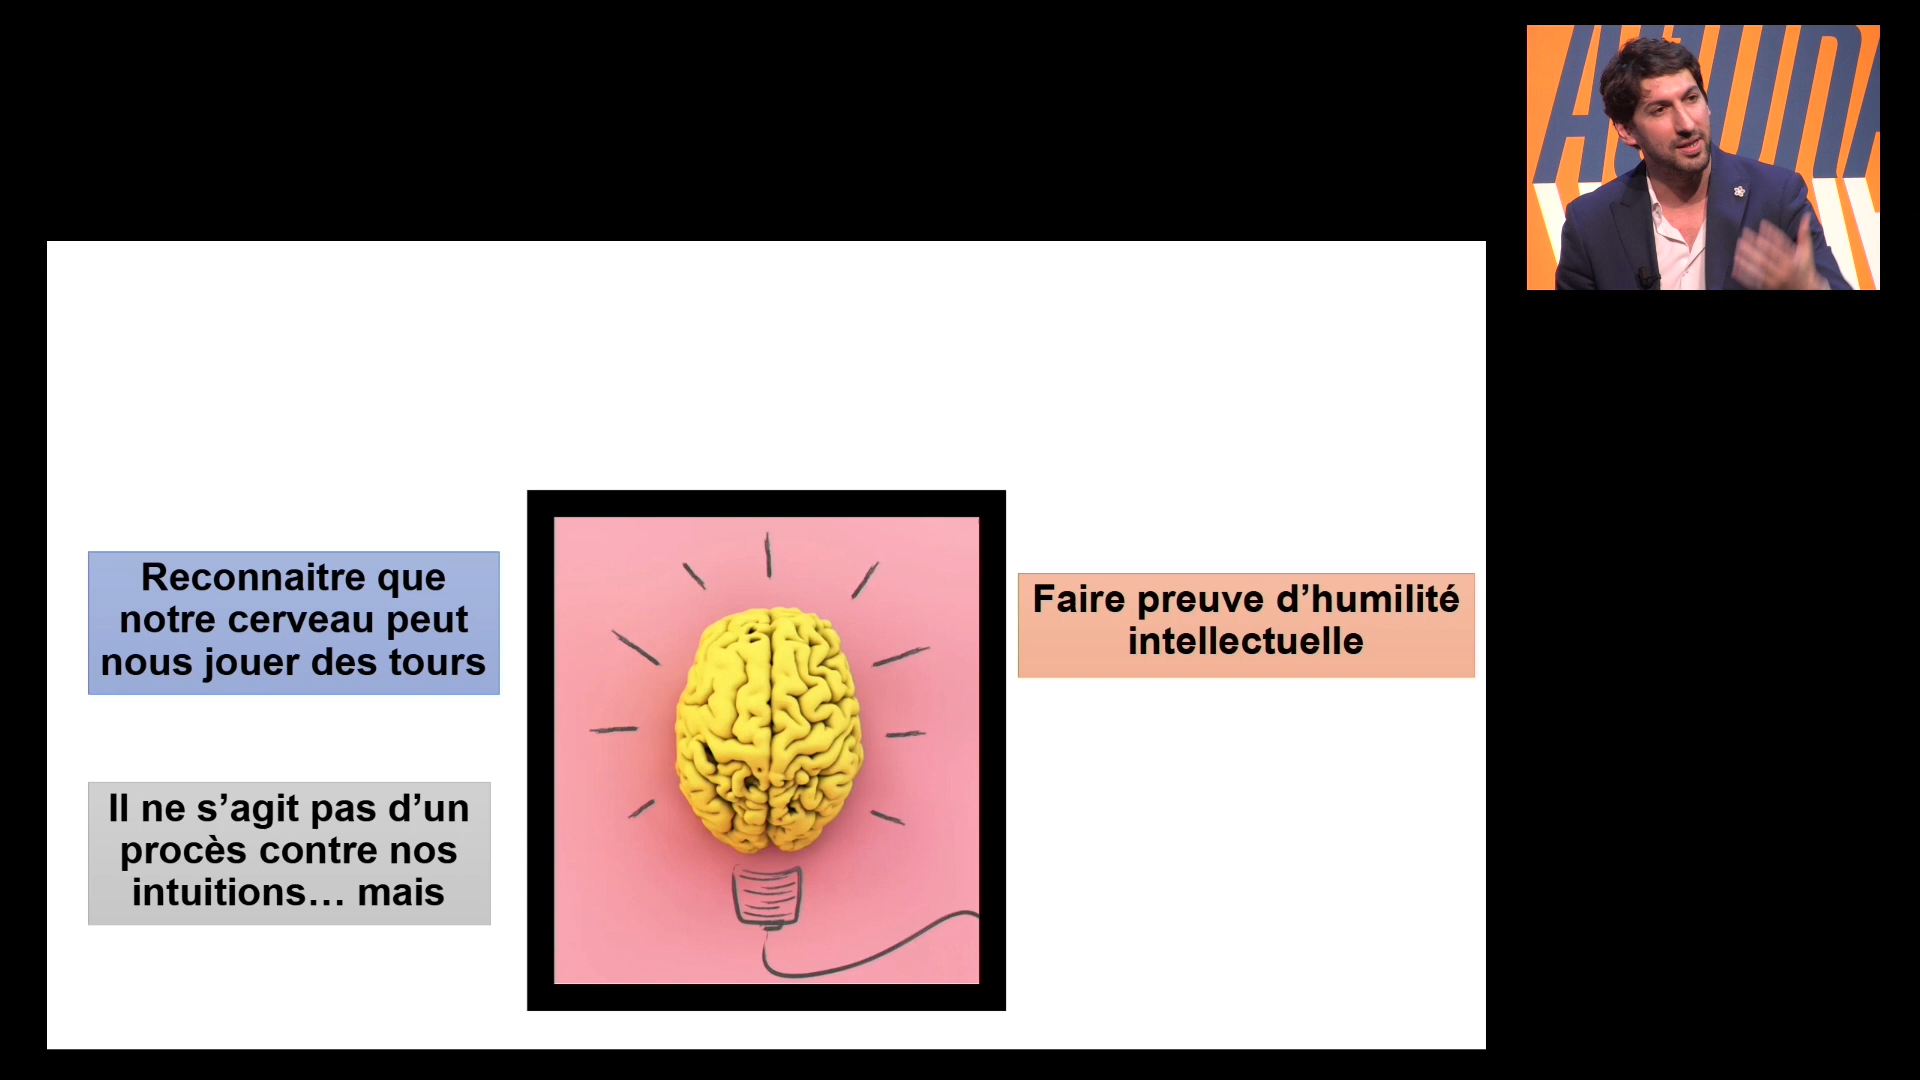 Reconnaitre que
notre cerveau peut
nous jouer des tours
Il ne s’agit pas d’un
procès contre nos
intuitions… mais
Faire preuve d’humilité
intellectuelle